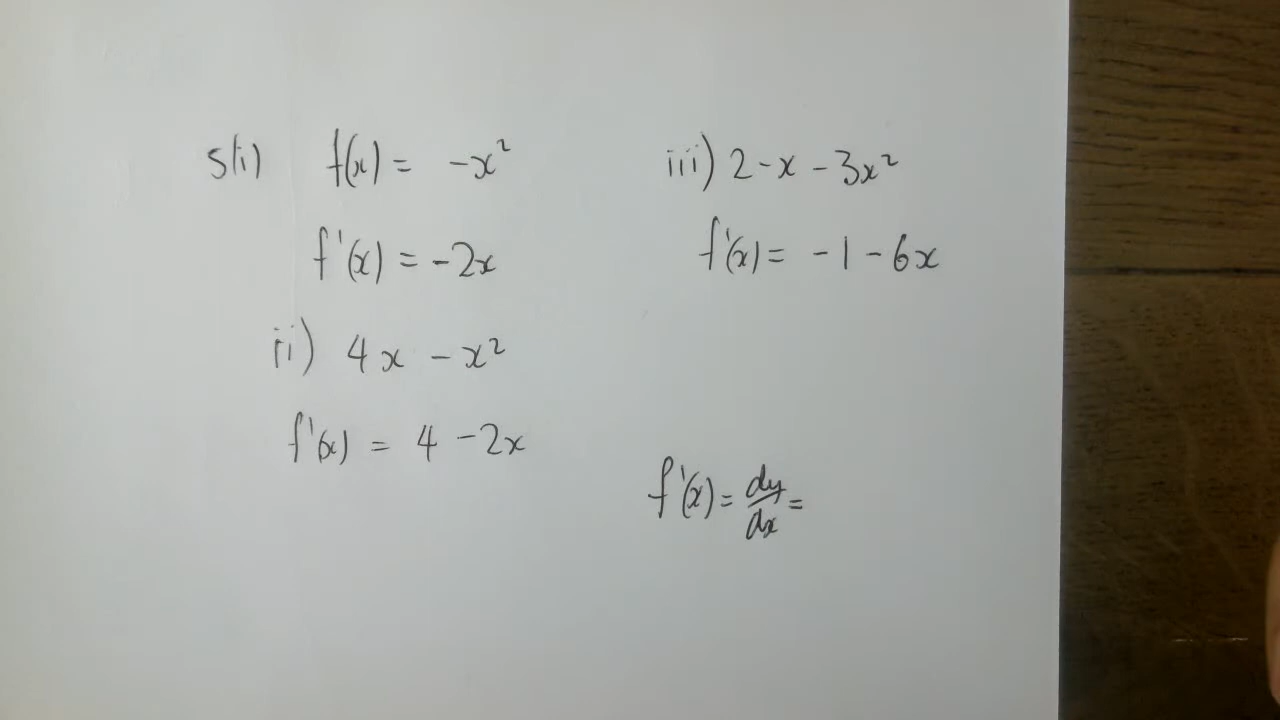 5(i) f(x) = -x²
f'(x) = -2x
ii) 4x - x²
f'(x) = 4 - 2x
iii) 2 - x - 3x²
f'(x) = -1 - 6x
f'(x) = dy/dx =